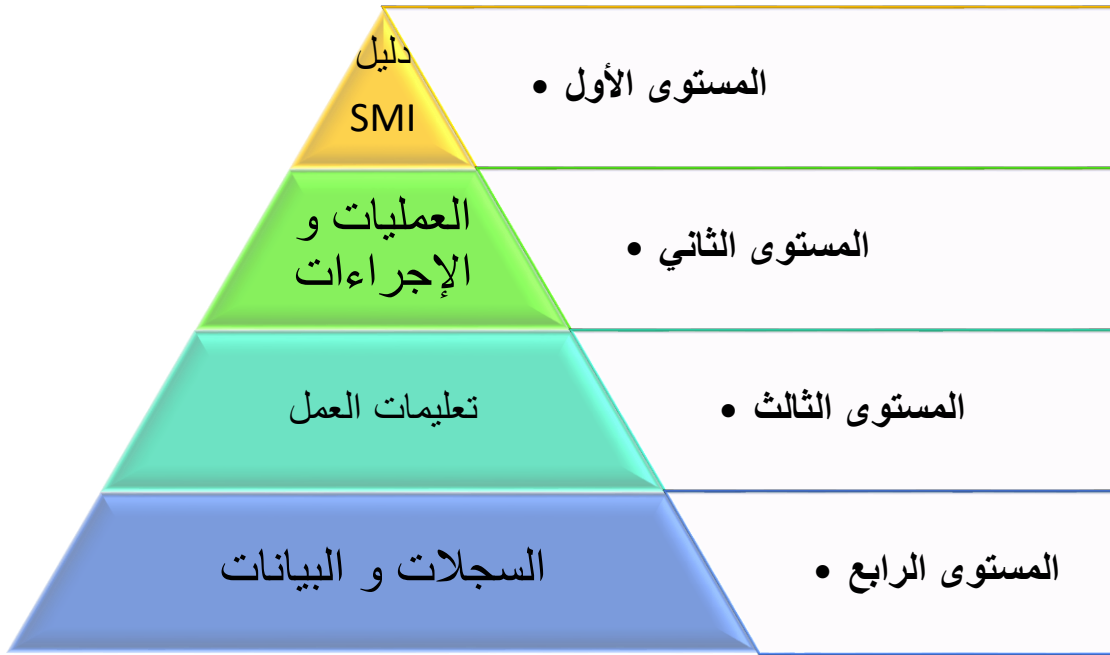 دليل
SMI
• المستوى الأول
العمليات و
الإجراءات
• المستوى الثاني
تعليمات العمل
• المستوى الثالث
السجلات و البيانات
• المستوى الرابع